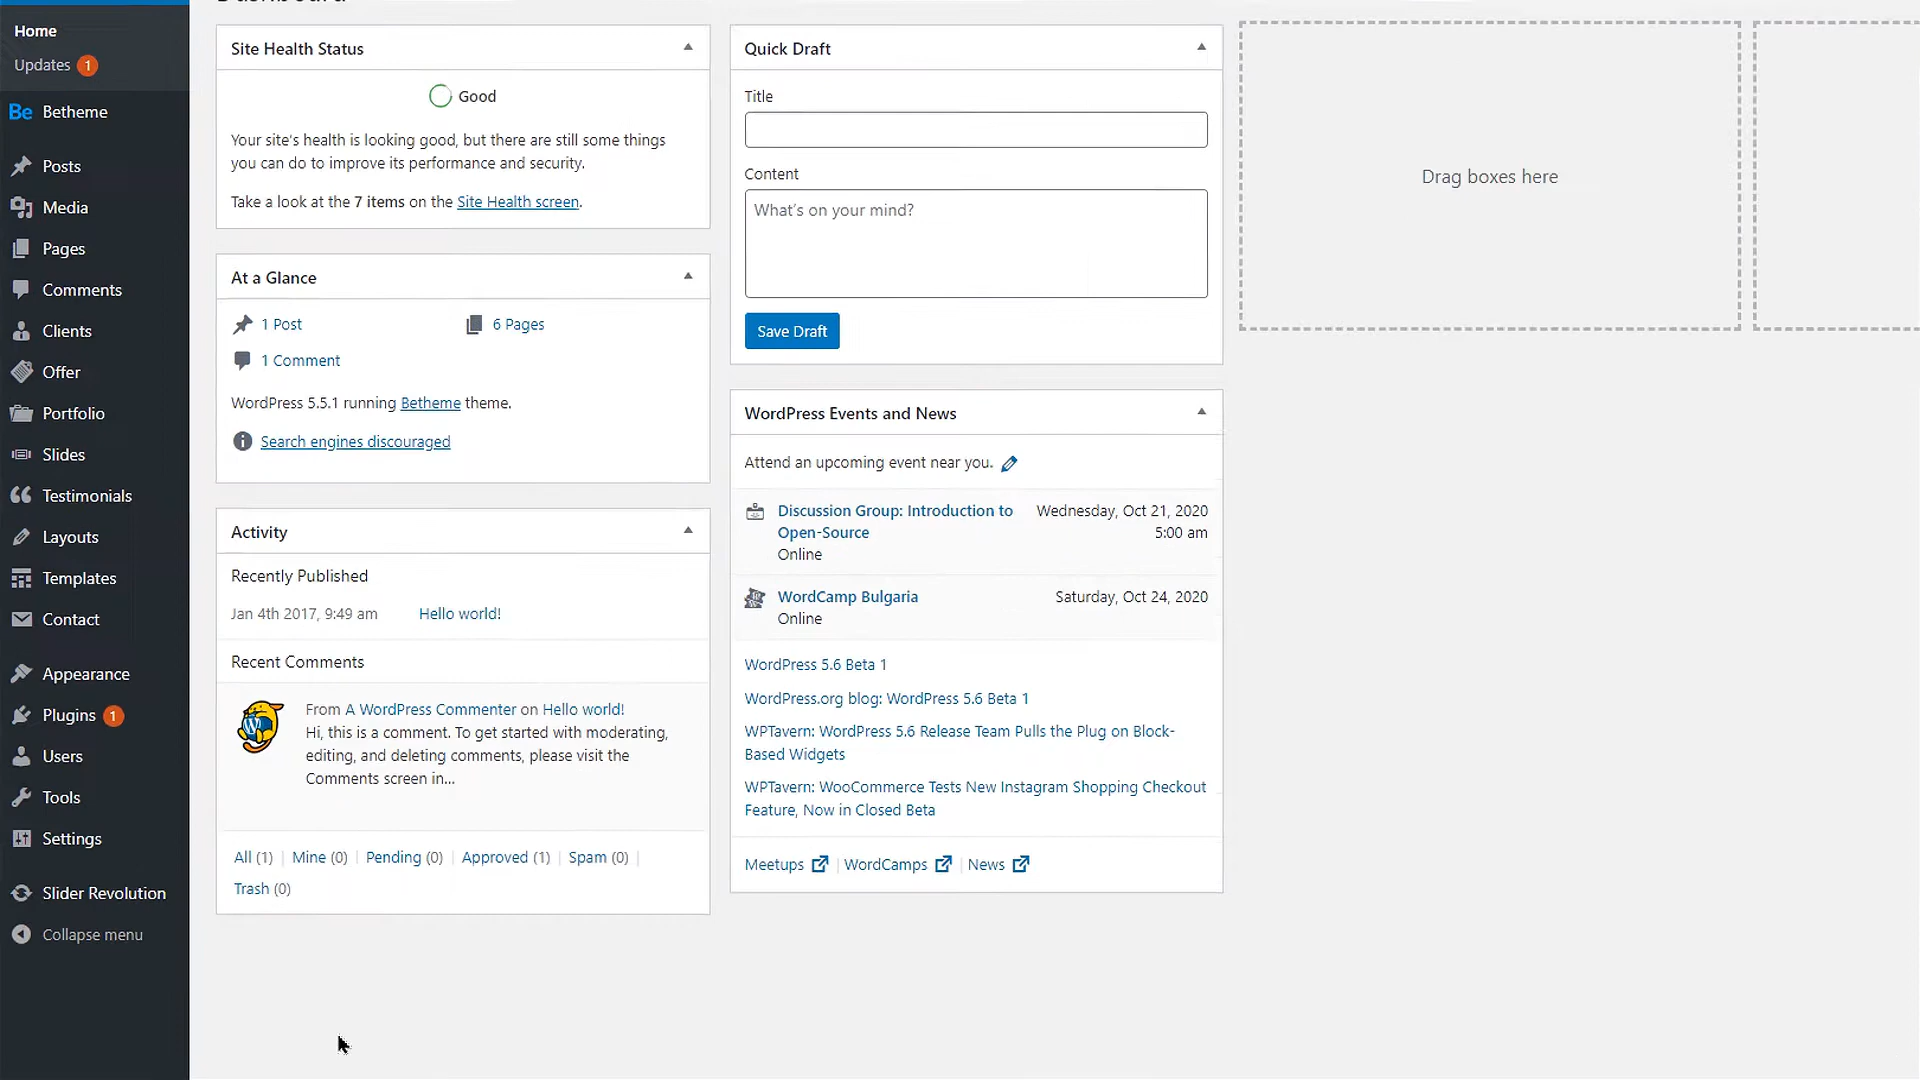 Dashboard
Home
Updates 1
Be Betheme
Posts
Media
Pages
Comments
Clients
Offer
Portfolio
Slides
Testimonials
Layouts
Templates
Contact
Appearance
Plugins 1
Users
Tools
Settings
Slider Revolution
Collapse menu
Site Health Status
Good
Your site's health is looking good, but there are still some things
you can do to improve its performance and security.
Take a look at the 7 items on the Site Health screen.
At a Glance
1 Post
6 Pages
1 Comment
WordPress 5.5.1 running Betheme theme.
Search engines discouraged
Activity
Recently Published
Jan 4th 2017, 9:49 am Hello world!
Recent Comments
From A WordPress Commenter on Hello world!
Hi, this is a comment. To get started with moderating,
editing, and deleting comments, please visit the
Comments screen in…
All (1) | Mine (0) | Pending (0) | Approved (1) | Spam (0) |
Trash (0)
Quick Draft
Title
Content
What's on your mind?
Save Draft
WordPress Events and News
Attend an upcoming event near you.
Discussion Group: Introduction to Wednesday, Oct 21, 2020
Open-Source 5:00 am
Online
WordCamp Bulgaria Saturday, Oct 24, 2020
Online
WordPress 5.6 Beta 1
WordPress.org blog: WordPress 5.6 Beta 1
WPTavern: WordPress 5.6 Release Team Pulls the Plug on Block-
Based Widgets
WPTavern: WooCommerce Tests New Instagram Shopping Checkout
Feature, Now in Closed Beta
Meetups | WordCamps | News
Drag boxes here